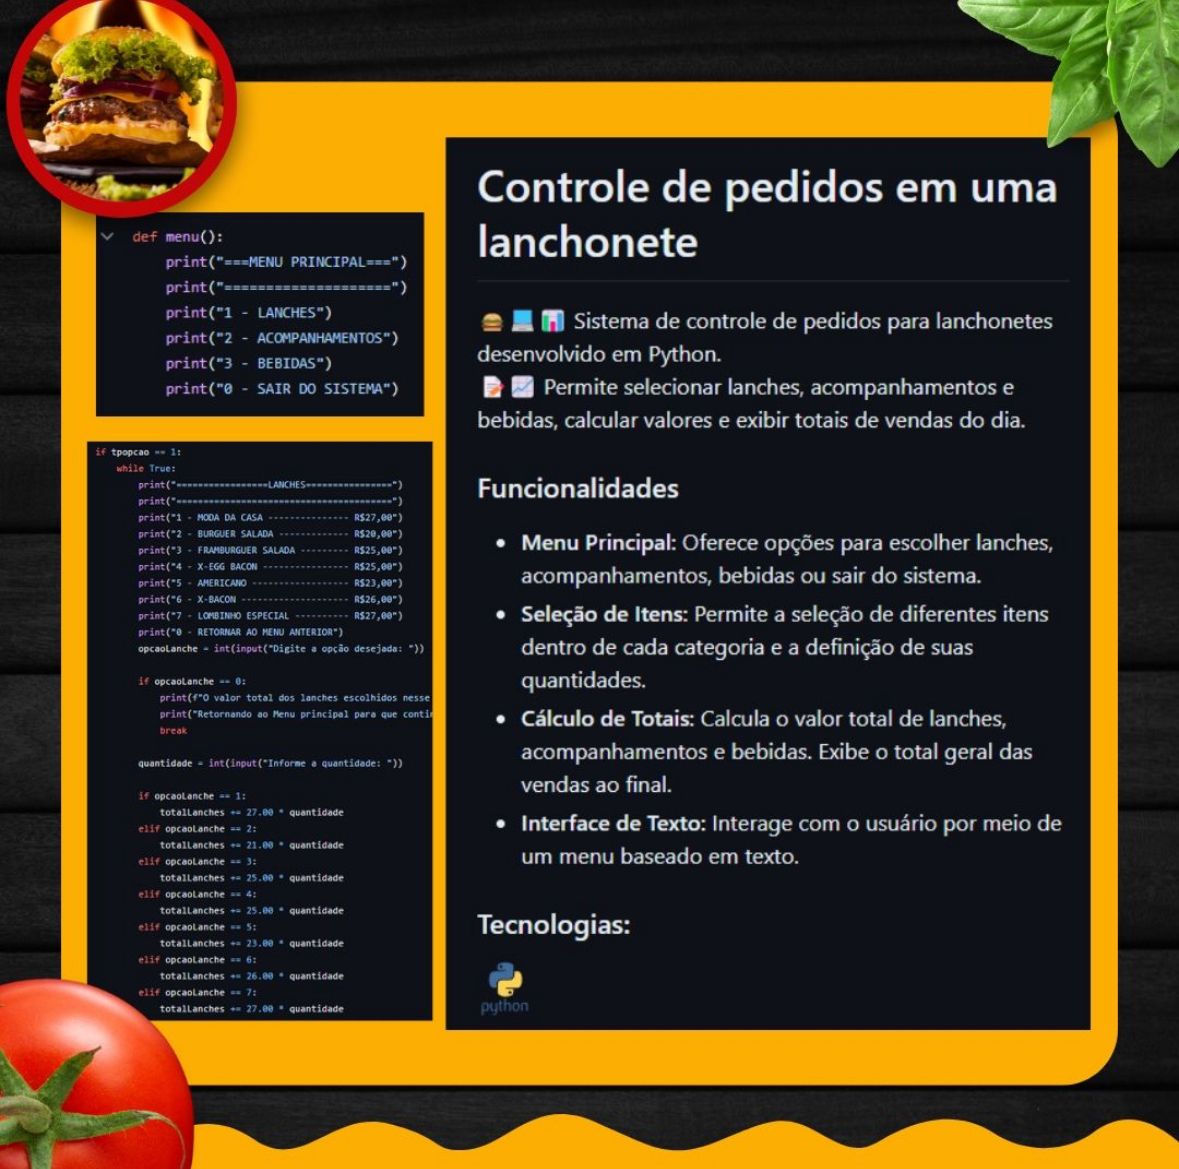 def menu():
print("===MENU PRINCIPAL===")
print("====================")
print("1 - LANCHES")
print("2 - ACOMPANHAMENTOS")
print("3 - BEBIDAS")
print("0 - SAIR DO SISTEMA")
if tpopcao == 1:
while True:
print("=================LANCHES================")
print("========================================")
print("1 - MODA DA CASA --------------- R$27,00")
print("2 - BURGUER SALADA ------------- R$20,00")
print("3 - FRAMBURGUER SALADA --------- R$25,00")
print("4 - X-EGG BACON ---------------- R$25,00")
print("5 - AMERICANO ------------------ R$23,00")
print("6 - X-BACON -------------------- R$26,00")
print("7 - LOMBINHO ESPECIAL ---------- R$27,00")
print("0 - RETORNAR AO MENU ANTERIOR")
opcaoLanche = int(input("Digite a opção desejada: "))
if opcaoLanche == 0:
print(f"O valor total dos lanches escolhidos nesse
print("Retornando ao Menu principal para que contin
break
quantidade = int(input("Informe a quantidade: "))
if opcaoLanche == 1:
totalLanches += 27.00 * quantidade
elif opcaoLanche == 2:
totalLanches += 21.00 * quantidade
elif opcaoLanche == 3:
totalLanches += 25.00 * quantidade
elif opcaoLanche == 4:
totalLanches += 25.00 * quantidade
elif opcaoLanche == 5:
totalLanches += 23.00 * quantidade
elif opcaoLanche == 6:
totalLanches += 26.00 * quantidade
elif opcaoLanche == 7:
totalLanches += 27.00 * quantidade
Controle de pedidos em uma
lanchonete
🍔 💻 📊 Sistema de controle de pedidos para lanchonetes
desenvolvido em Python.
📝 📈 Permite selecionar lanches, acompanhamentos e
bebidas, calcular valores e exibir totais de vendas do dia.
Funcionalidades
• Menu Principal: Oferece opções para escolher lanches,
acompanhamentos, bebidas ou sair do sistema.
• Seleção de Itens: Permite a seleção de diferentes itens
dentro de cada categoria e a definição de suas
quantidades.
• Cálculo de Totais: Calcula o valor total de lanches,
acompanhamentos e bebidas. Exibe o total geral das
vendas ao final.
• Interface de Texto: Interage com o usuário por meio de
um menu baseado em texto.
Tecnologias:
python